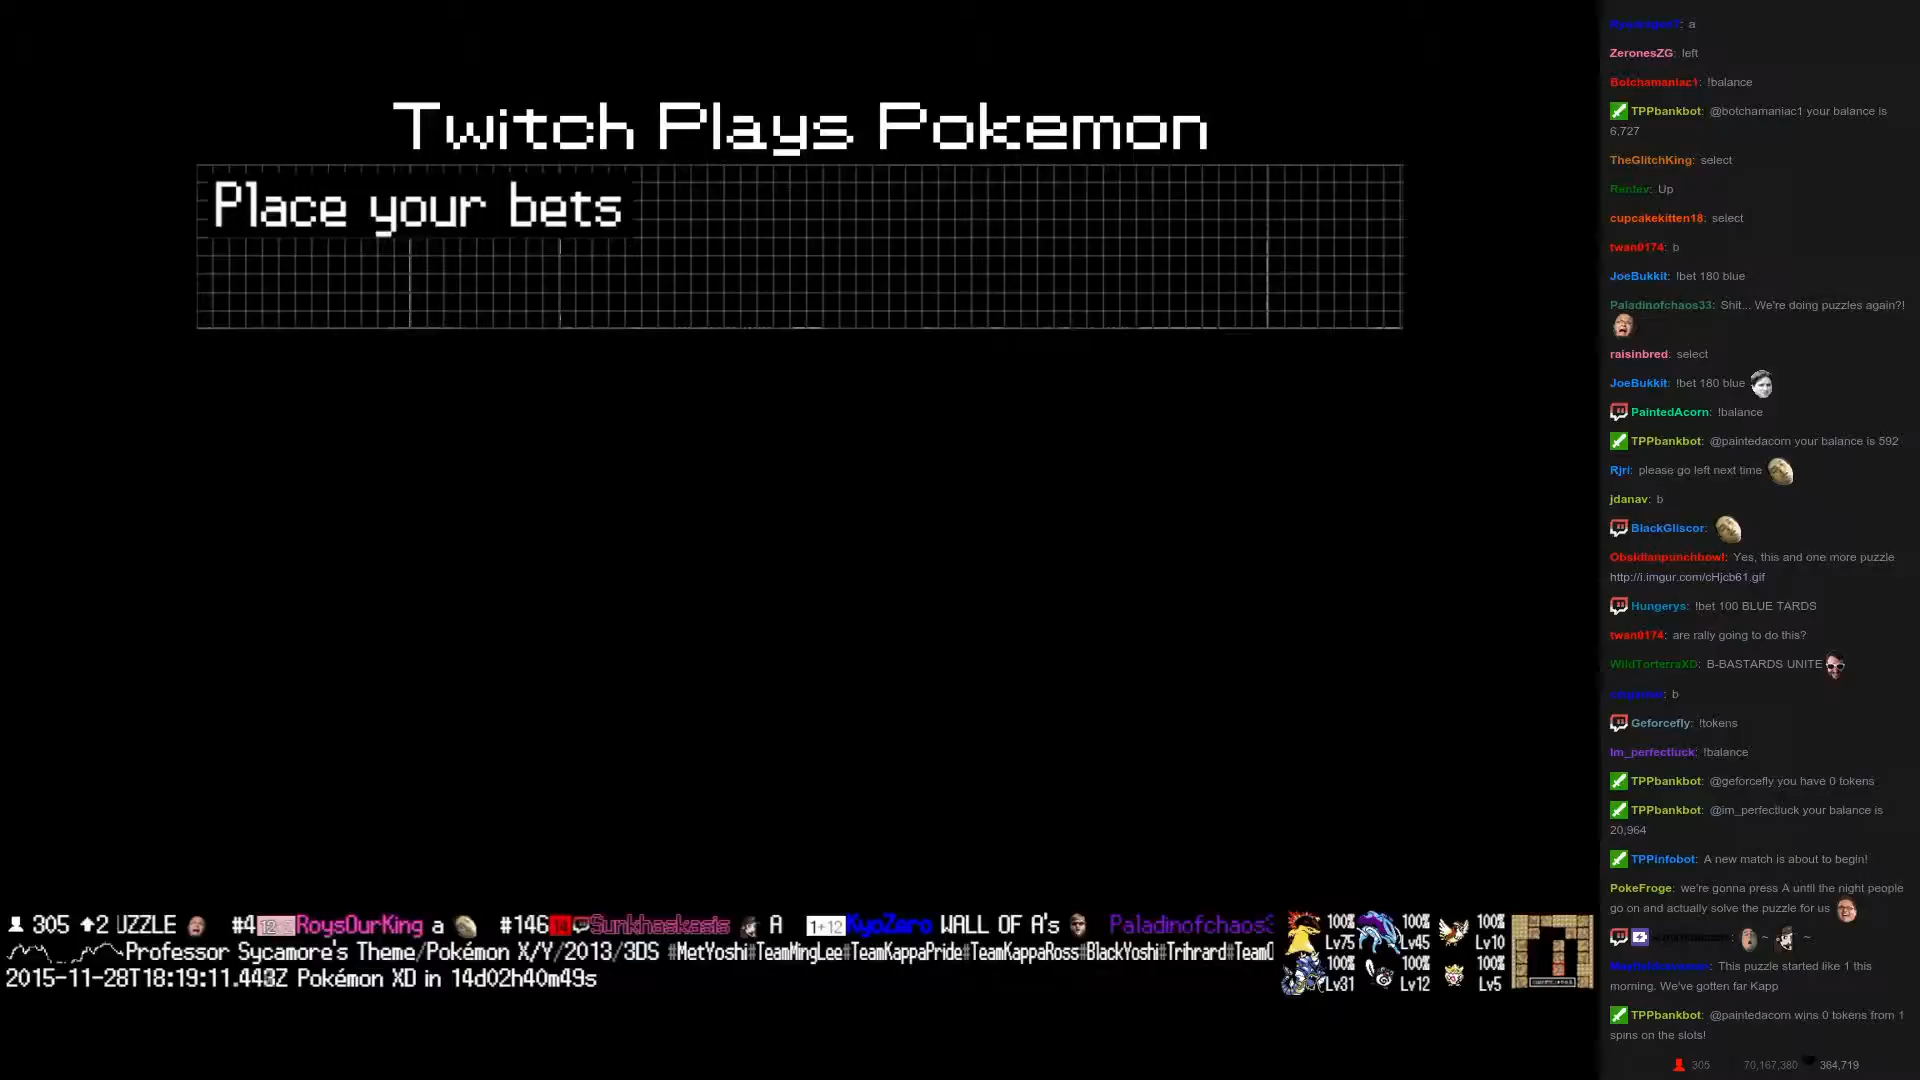 Twitch Plays Pokemon
Place your bets
305 2 UZZLE #4 RoysOurKing a #146 Sunkhaskasis A 1+12 KyoZero WALL OF A's Paladinofchaos3
Professor Sycamore's Theme/Pokémon X/Y/2013/3DS #MetYoshi#TeamMingLee#TeamKappaPride#TeamKappaRoss#BlackYoshi#Trihrard#TeamO
2015-11-28T18:19:11.443Z Pokémon XD in 14d02h40m49s
100% 100% 100%
Lv75 Lv45 Lv10
100% 100% 100%
Lv31 Lv12 Lv5
: a
ZeronesZG: left
Botchamaniac1: !balance
TPPbankbot: @botchamaniac1 your balance is
6,727
TheGlitchKing: select
Rentev: Up
cupcakekitten18: select
twan0174: b
JoeBukkit: !bet 180 blue
Paladinofchaos33: Shit... We're doing puzzles again?!
raisinbred: select
JoeBukkit: !bet 180 blue
PaintedAcorn: !balance
TPPbankbot: @paintedacorn your balance is 592
Rjri: please go left next time
jdanav: b
BlackGliscor:
Obsidianpunchbowl: Yes, this and one more puzzle
http://i.imgur.com/cHjcb61.gif
Hungerys: !bet 100 BLUE TARDS
twan0174: are rally going to do this?
WildTorterraXD: B-BASTARDS UNITE
: b
Geforcefly: !tokens
Im_perfectluck: !balance
TPPbankbot: @geforcefly you have 0 tokens
TPPbankbot: @im_perfectluck your balance is
20,964
TPPinfobot: A new match is about to begin!
PokeFroge: we're gonna press A until the night people
go on and actually solve the puzzle for us
: ~ ~
: This puzzle started like 1 this
morning. We've gotten far Kapp
TPPbankbot: @paintedacorn wins 0 tokens from 1
spins on the slots!
305 70,167,380 364,719